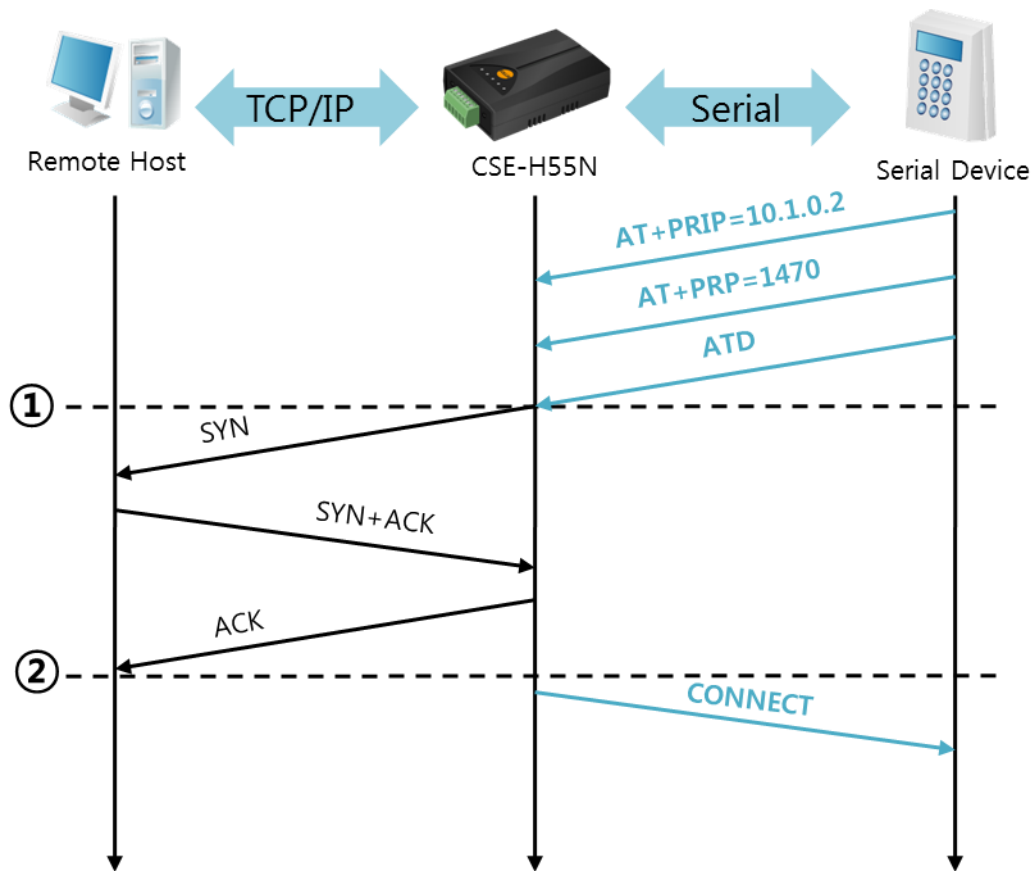 TCP/IP
Serial
Remote Host
CSE-H55N
Serial Device
AT+PRIP=10.1.0.2
AT+PRP=1470
ATD
①
SYN
SYN+ACK
ACK
②
CONNECT